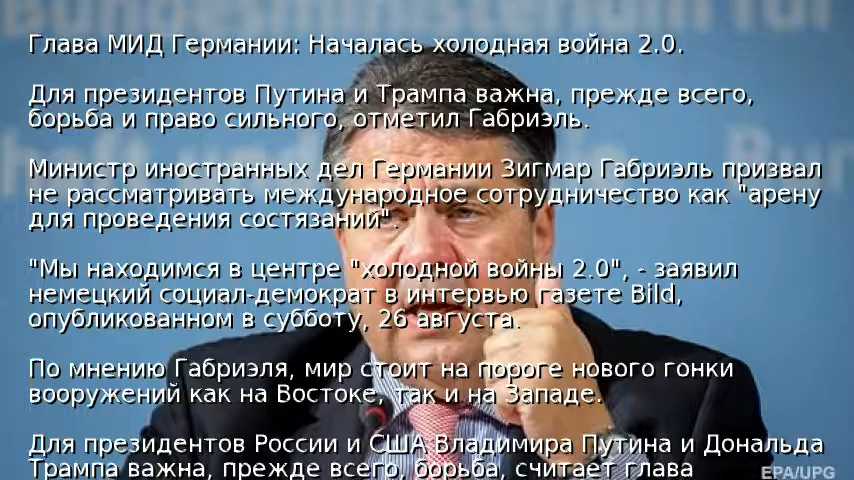 Глава МИД Германии: Началась холодная война 2.0.
Для президентов Путина и Трампа важна, прежде всего,
борьба и право сильного, отметил Габриэль.
Министр иностранных дел Германии Зигмар Габриэль призвал
не рассматривать международное сотрудничество как "арену
для проведения состязаний".
"Мы находимся в центре "холодной войны 2.0", - заявил
немецкий социал-демократ в интервью газете Bild,
опубликованном в субботу, 26 августа.
По мнению Габриэля, мир стоит на пороге нового гонки
вооружений как на Востоке, так и на Западе.
Для президентов России и США Владимира Путина и Дональда
Трампа важна, прежде всего, борьба, считает глава
EPA/UPG